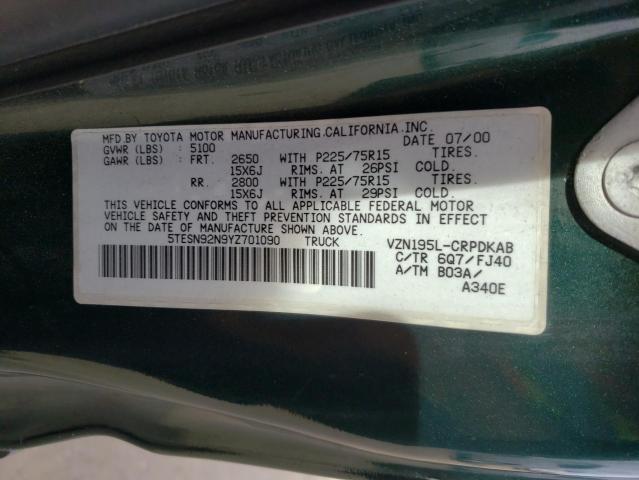 MFD.BY TOYOTA MOTOR MANUFACTURING.CALIFORNIA.INC.
GVWR (LBS) : 5100 DATE 07/00
GAWR (LBS) : FRT. 2650 WITH P225/75R15 TIRES.
15X6J RIMS. AT 26PSI COLD.
RR. 2800 WITH P225/75R15 TIRES.
15X6J RIMS. AT 29PSI COLD.
THIS VEHICLE CONFORMS TO ALL APPLICABLE FEDERAL MOTOR
VEHICLE SAFETY AND THEFT PREVENTION STANDARDS IN EFFECT
ON THE DATE OF MANUFACTURE SHOWN ABOVE.
5TESN92N9YZ701090 TRUCK VZN195L-CRPDKAB
C/TR 6Q7/FJ40
A/TM B03A/
A340E